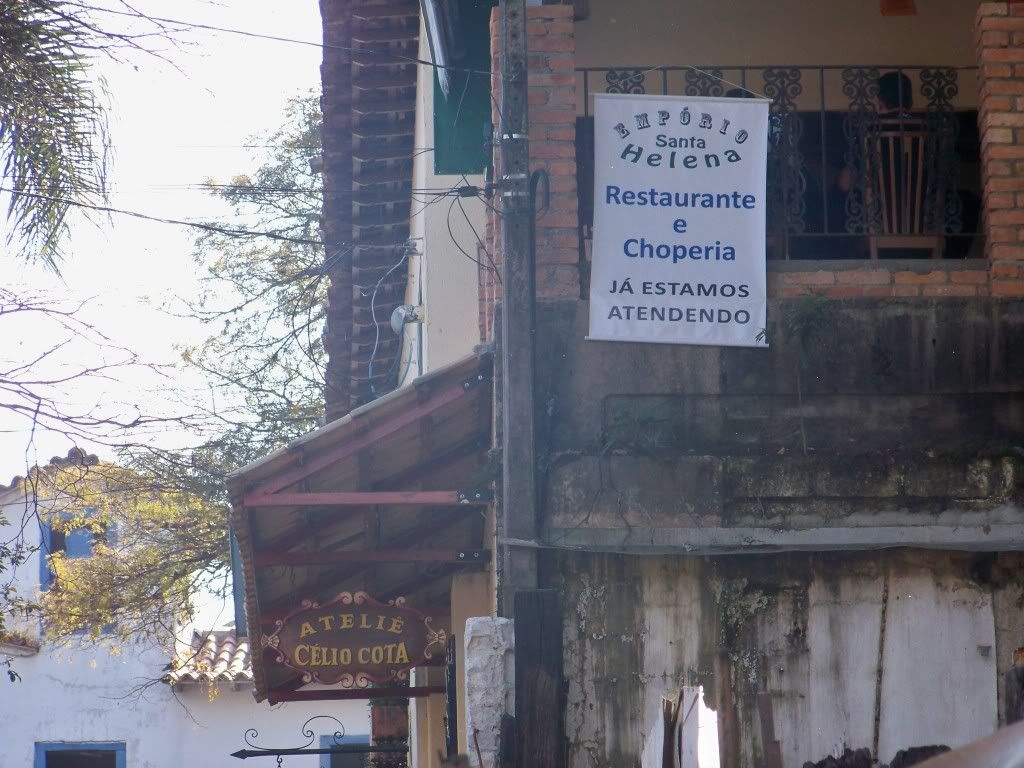 EMPÓRIO
Santa
Helena
Restaurante
e
Choperia
JÁ ESTAMOS
ATENDENDO
ATELIÊ
CÉLIO COTA